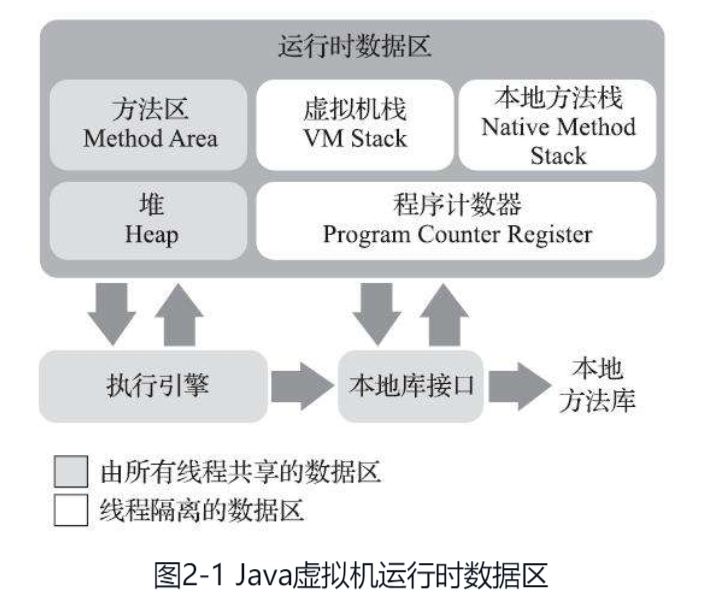 运行时数据区
方法区
Method Area
虚拟机栈
VM Stack
本地方法栈
Native Method
Stack
堆
Heap
程序计数器
Program Counter Register
执行引擎
本地库接口
本地
方法库
由所有线程共享的数据区
线程隔离的数据区
图2-1 Java虚拟机运行时数据区